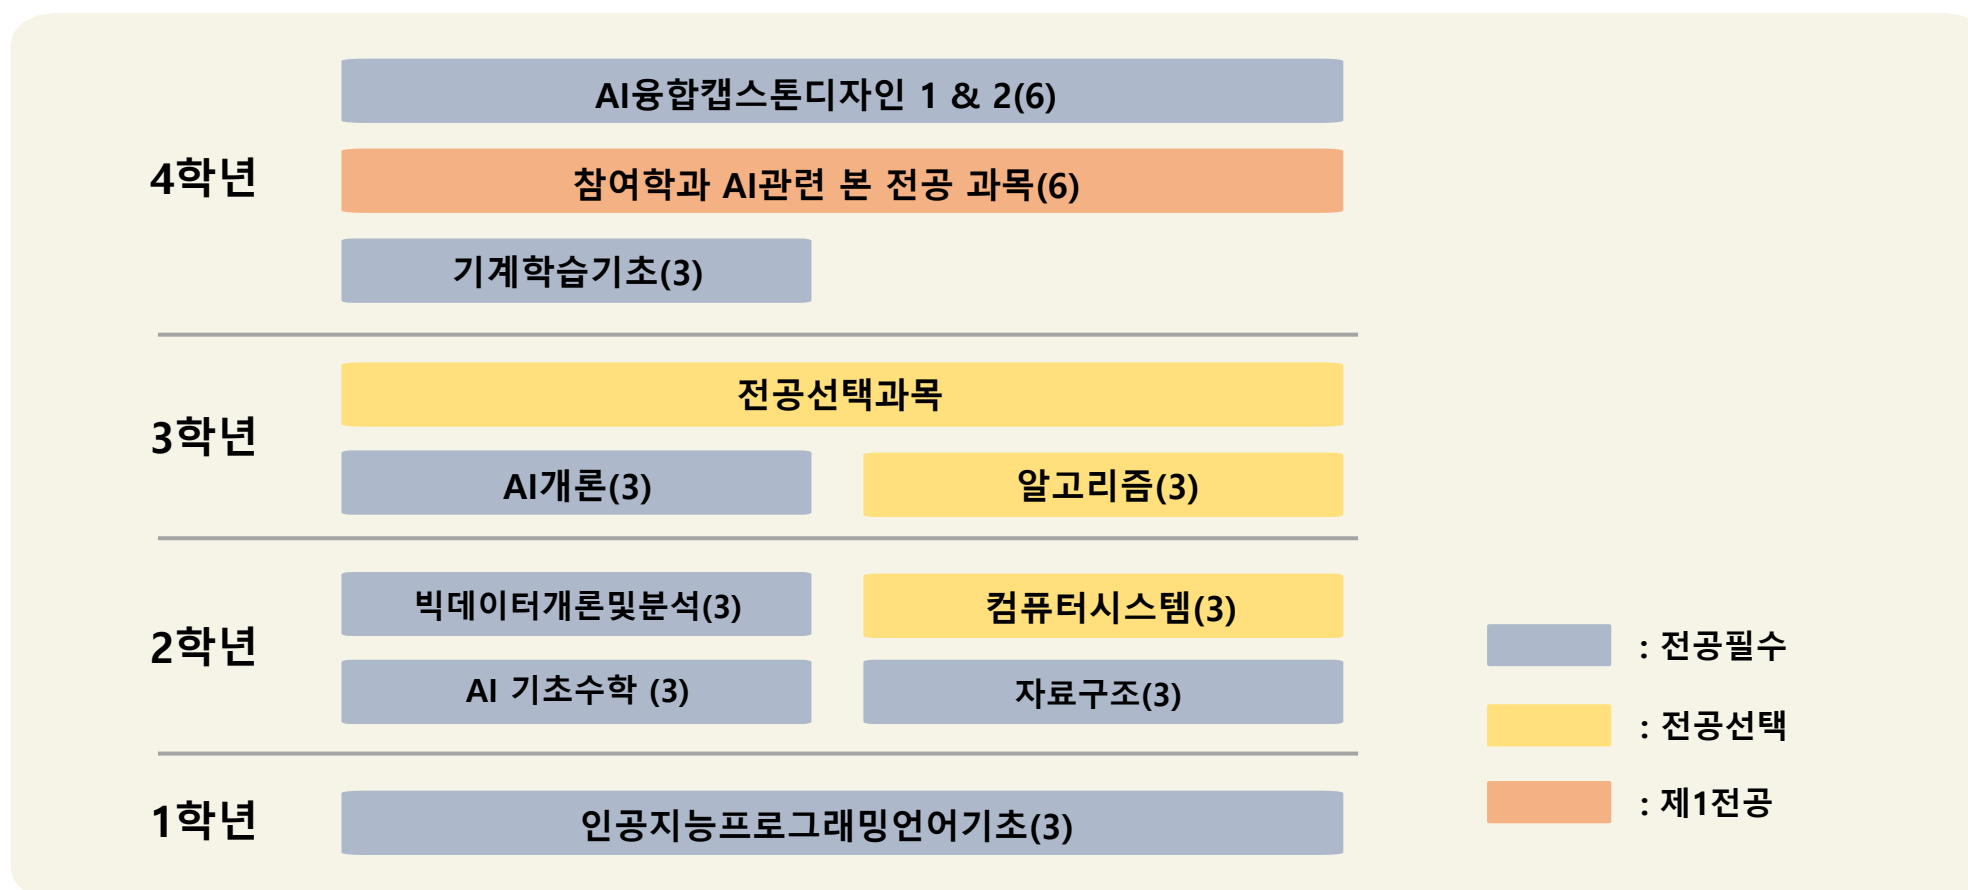 AI융합캡스톤디자인 1 & 2(6)
4학년
참여학과 AI관련 본 전공 과목(6)
기계학습기초(3)
전공선택과목
3학년
AI개론(3)
알고리즘(3)
빅데이터개론및분석(3)
컴퓨터시스템(3)
2학년
AI 기초수학 (3)
자료구조(3)
1학년
인공지능프로그래밍언어기초(3)
: 전공필수
: 전공선택
: 제1전공